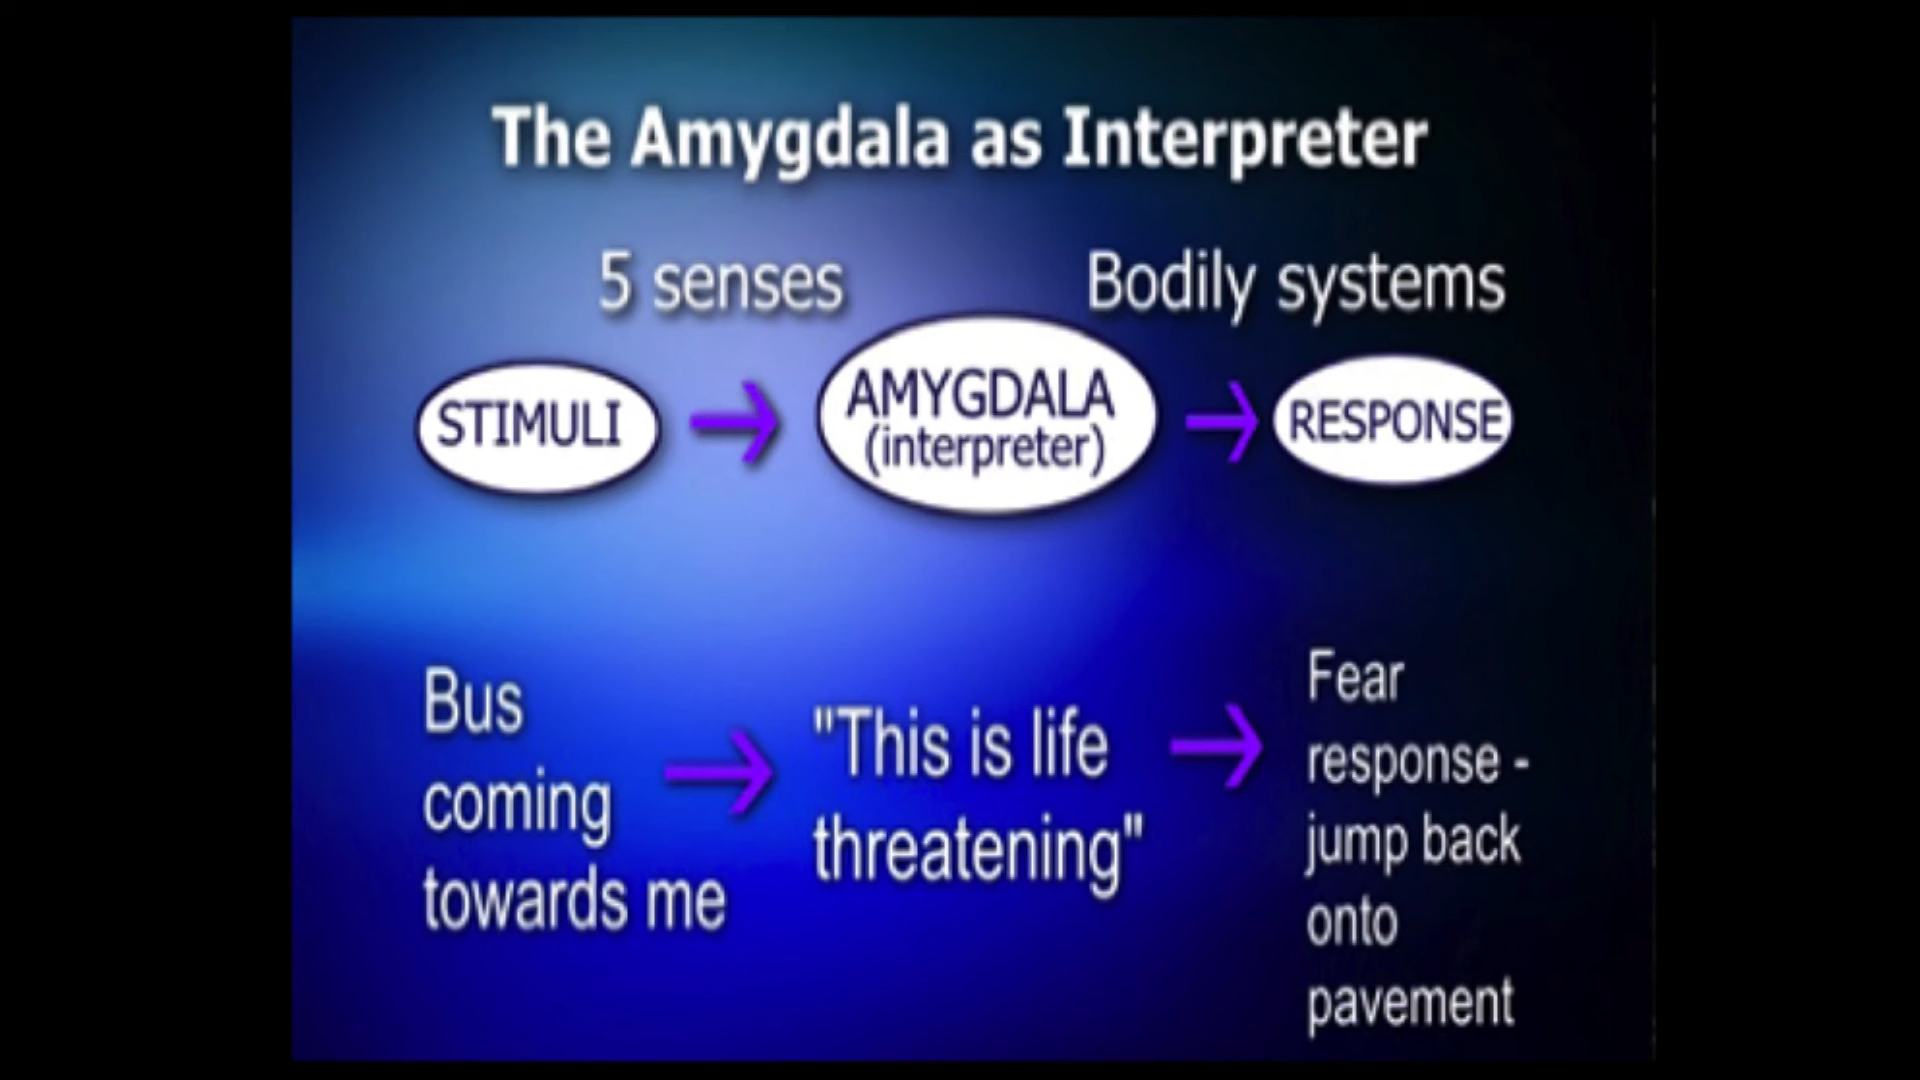 The Amygdala as Interpreter
5 senses
Bodily systems
STIMULI
AMYGDALA
(interpreter)
RESPONSE
Bus
coming
towards me
"This is life
threatening"
Fear
response -
jump back
onto
pavement